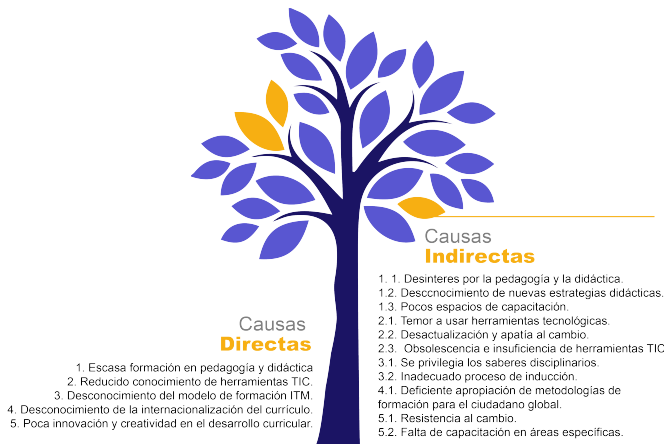 Causas
Indirectas
1. 1. Desinteres por la pedagogía y la didáctica.
1.2. Desccnocimiento de nuevas estrategias didácticas.
1.3. Pocos espacios de capacitación.
2.1. Temor a usar herramientas tecnológicas.
2.2. Desactualización y apatía al cambio.
2.3. Obsolescencia e insuficiencia de herramientas TIC
3.1. Se privilegia los saberes disciplinarios.
3.2. Inadecuado proceso de inducción.
4.1. Deficiente apropiación de metodologías de
formación para el ciudadano global.
5.1. Resistencia al cambio.
5.2. Falta de capacitación en áreas específicas.
Causas
Directas
1. Escasa formación en pedagogía y didáctica
2. Reducido conocimiento de herramientas TIC.
3. Desconocimiento del modelo de formación ITM.
4. Desconocimiento de la internacionalización del currículo.
5. Poca innovación y creatividad en el desarrollo curricular.